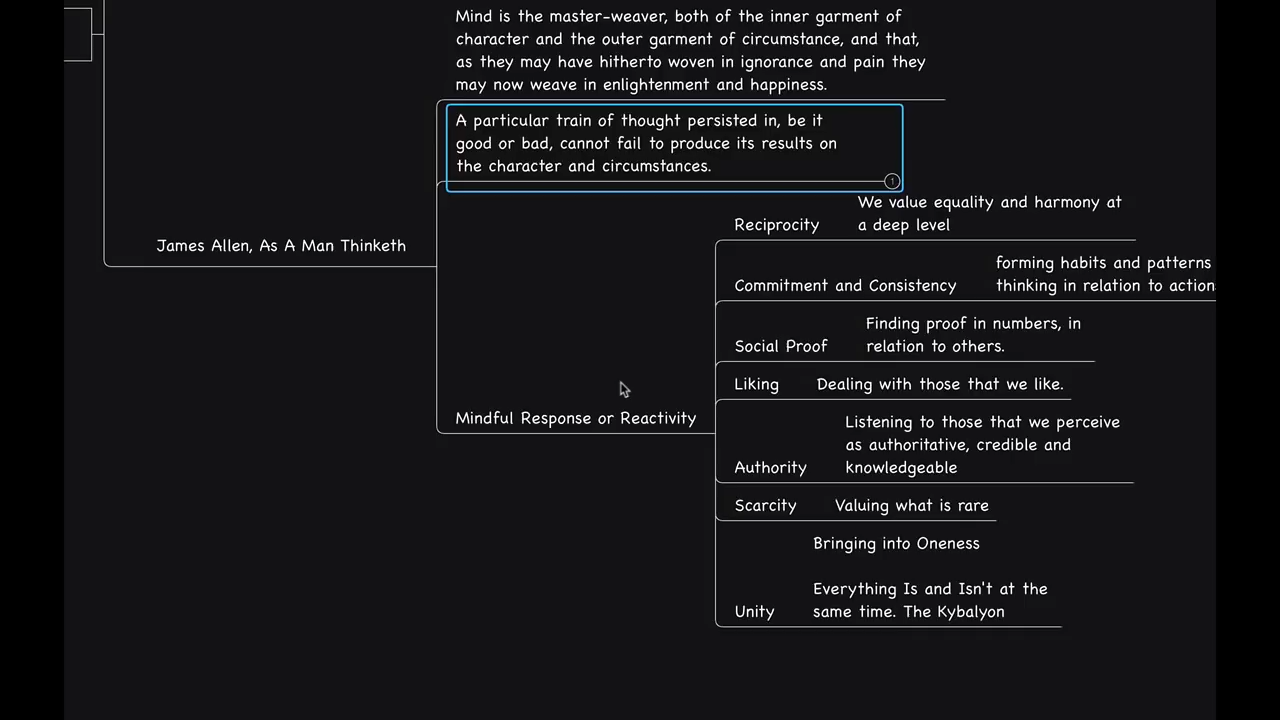 Mind is the master-weaver, both of the inner garment of
character and the outer garment of circumstance, and that,
as they may have hitherto woven in ignorance and pain they
may now weave in enlightenment and happiness.
A particular train of thought persisted in, be it
good or bad, cannot fail to produce its results on
the character and circumstances.
1
James Allen, As A Man Thinketh
Mindful Response or Reactivity
Reciprocity
We value equality and harmony at
a deep level
Commitment and Consistency
forming habits and patterns
thinking in relation to action
Social Proof
Finding proof in numbers, in
relation to others.
Liking
Dealing with those that we like.
Authority
Listening to those that we perceive
as authoritative, credible and
knowledgeable
Scarcity
Valuing what is rare
Unity
Bringing into Oneness
Everything Is and Isn't at the
same time. The Kybalyon